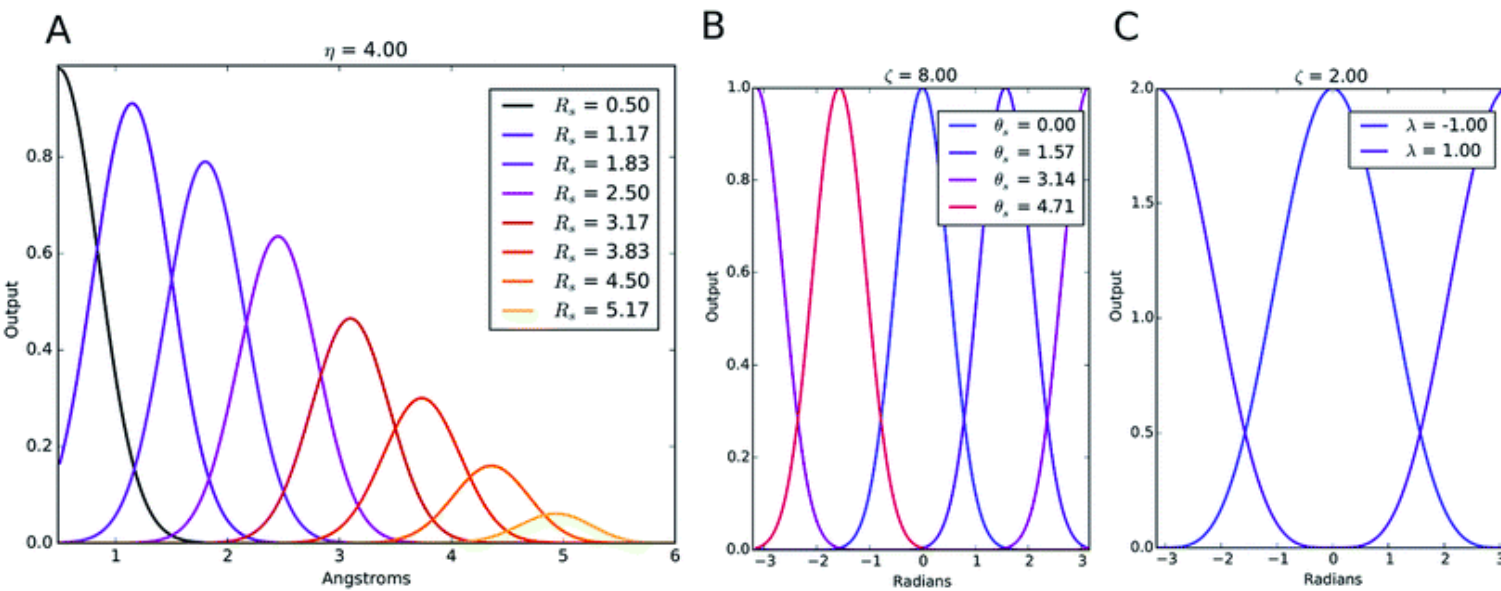 A
η = 4.00
R_s = 0.50
R_s = 1.17
R_s = 1.83
R_s = 2.50
R_s = 3.17
R_s = 3.83
R_s = 4.50
R_s = 5.17
Output
0.8
0.6
0.4
0.2
0.0
1 2 3 4 5 6
Angstroms
B
ζ = 8.00
θ_s = 0.00
θ_s = 1.57
θ_s = 3.14
θ_s = 4.71
Output
1.0
0.8
0.6
0.4
0.2
0.0
−3 −2 −1 0 1 2 3
Radians
C
ζ = 2.00
λ = -1.00
λ = 1.00
Output
2.0
1.5
1.0
0.5
0.0
−3 −2 −1 0 1 2 3
Radians